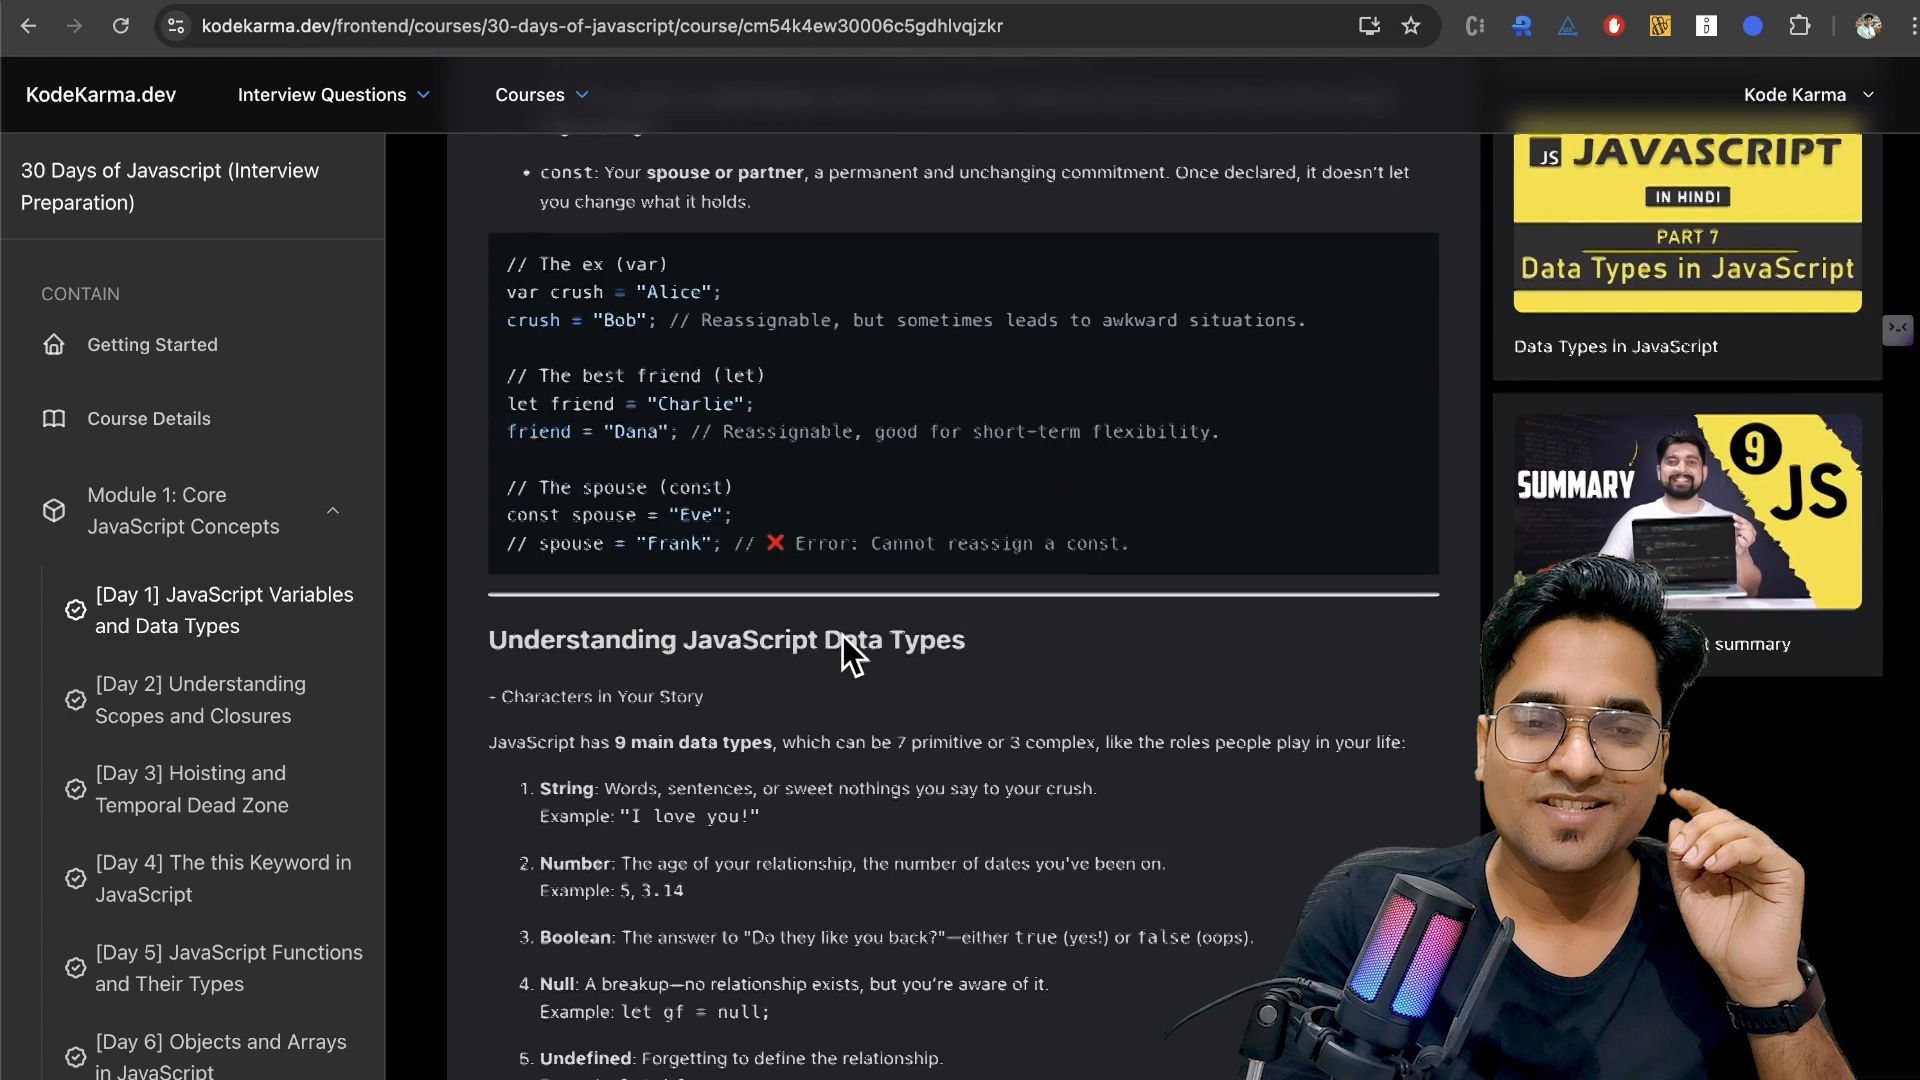 kodekarma.dev/frontend/courses/30-days-of-javascript/course/cm54k4ew30006c5gdhlvqjzkr
KodeKarma.dev
Interview Questions
Courses
Kode Karma
30 Days of Javascript (Interview
Preparation)
CONTAIN
Getting Started
Course Details
Module 1: Core
JavaScript Concepts
[Day 1] JavaScript Variables
and Data Types
[Day 2] Understanding
Scopes and Closures
[Day 3] Hoisting and
Temporal Dead Zone
[Day 4] The this Keyword in
JavaScript
[Day 5] JavaScript Functions
and Their Types
[Day 6] Objects and Arrays
in JavaScript
• const: Your spouse or partner, a permanent and unchanging commitment. Once declared, it doesn't let
you change what it holds.
// The ex (var)
var crush = "Alice";
crush = "Bob"; // Reassignable, but sometimes leads to awkward situations.
// The best friend (let)
let friend = "Charlie";
friend = "Dana"; // Reassignable, good for short-term flexibility.
// The spouse (const)
const spouse = "Eve";
// spouse = "Frank"; // ❌ Error: Cannot reassign a const.
Understanding JavaScript Data Types
- Characters in Your Story
JavaScript has 9 main data types, which can be 7 primitive or 3 complex, like the roles people play in your life:
1. String: Words, sentences, or sweet nothings you say to your crush.
Example: "I love you!"
2. Number: The age of your relationship, the number of dates you've been on.
Example: 5, 3.14
3. Boolean: The answer to "Do they like you back?"—either true (yes!) or false (oops).
4. Null: A breakup—no relationship exists, but you're aware of it.
Example: let gf = null;
5. Undefined: Forgetting to define the relationship.
JS JAVASCRIPT
IN HINDI
PART 7
Data Types in JavaScript
Data Types in JavaScript
SUMMARY
9
JS
summary